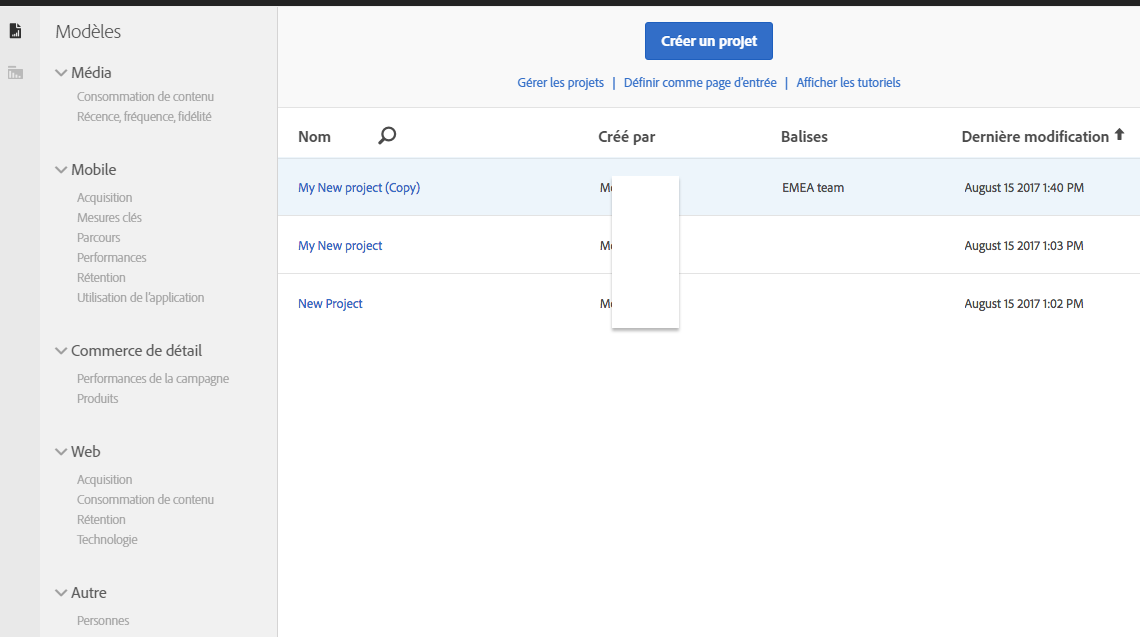 Modèles
Média
Consommation de contenu
Récence, fréquence, fidélité
Mobile
Acquisition
Mesures clés
Parcours
Performances
Rétention
Utilisation de l'application
Commerce de détail
Performances de la campagne
Produits
Web
Acquisition
Consommation de contenu
Rétention
Technologie
Autre
Personnes
Créer un projet
Gérer les projets | Définir comme page d'entrée | Afficher les tutoriels
Nom Créé par Balises Dernière modification
My New project (Copy) EMEA team August 15 2017 1:40 PM
My New project August 15 2017 1:03 PM
New Project August 15 2017 1:02 PM